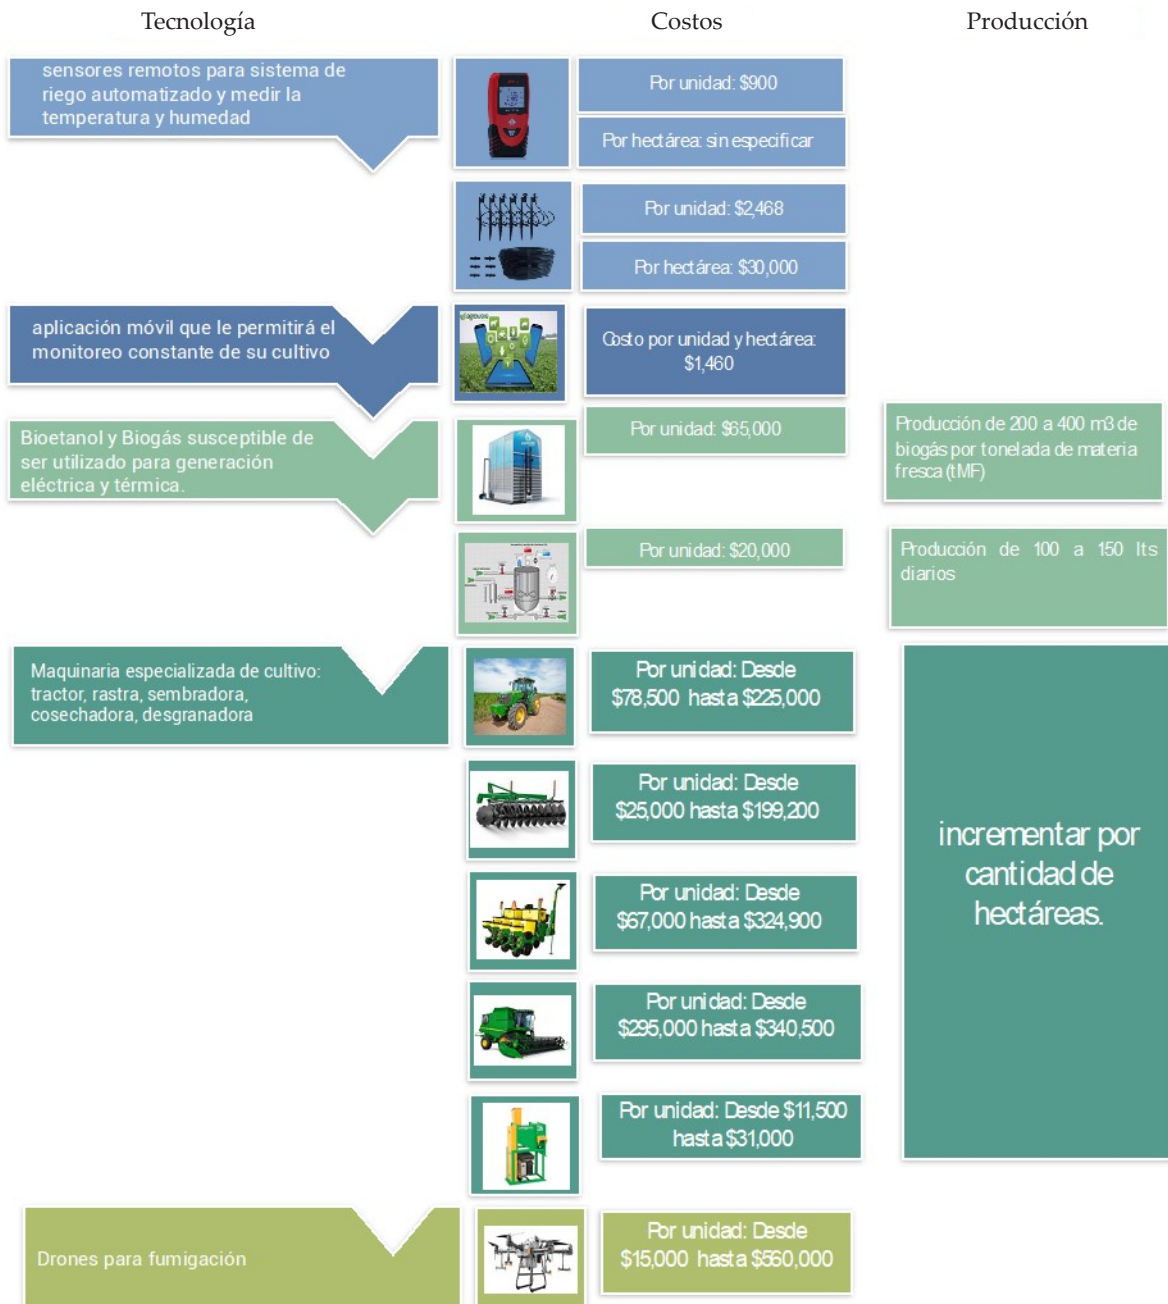 Tecnología
Costos
Producción
sensores remotos para sistema de
riego automatizado y medir la
temperatura y humedad
Por unidad: $900
Por hectárea: sin especificar
Por unidad: $2,468
Por hectárea: $30,000
aplicación móvil que le permitirá el
monitoreo constante de su cultivo
Costo por unidad y hectárea:
$1,460
Bioetanol y Biogás susceptible de
ser utilizado para generación
eléctrica y térmica.
Por unidad: $65,000
Producción de 200 a 400 m3 de
biogás por tonelada de materia
fresca (tMF)
Por unidad: $20,000
Producción de 100 a 150 lts
diarios
Maquinaria especializada de cultivo:
tractor, rastra, sembradora,
cosechadora, desgranadora
Por unidad: Desde
$78,500 hasta $225,000
Por unidad: Desde
$25,000 hasta $199,200
Por unidad: Desde
$67,000 hasta $324,900
Por unidad: Desde
$295,000 hasta $340,500
Por unidad: Desde $11,500
hasta $31,000
incrementar por
cantidad de
hectáreas.
Drones para fumigación
Por unidad: Desde
$15,000 hasta $560,000